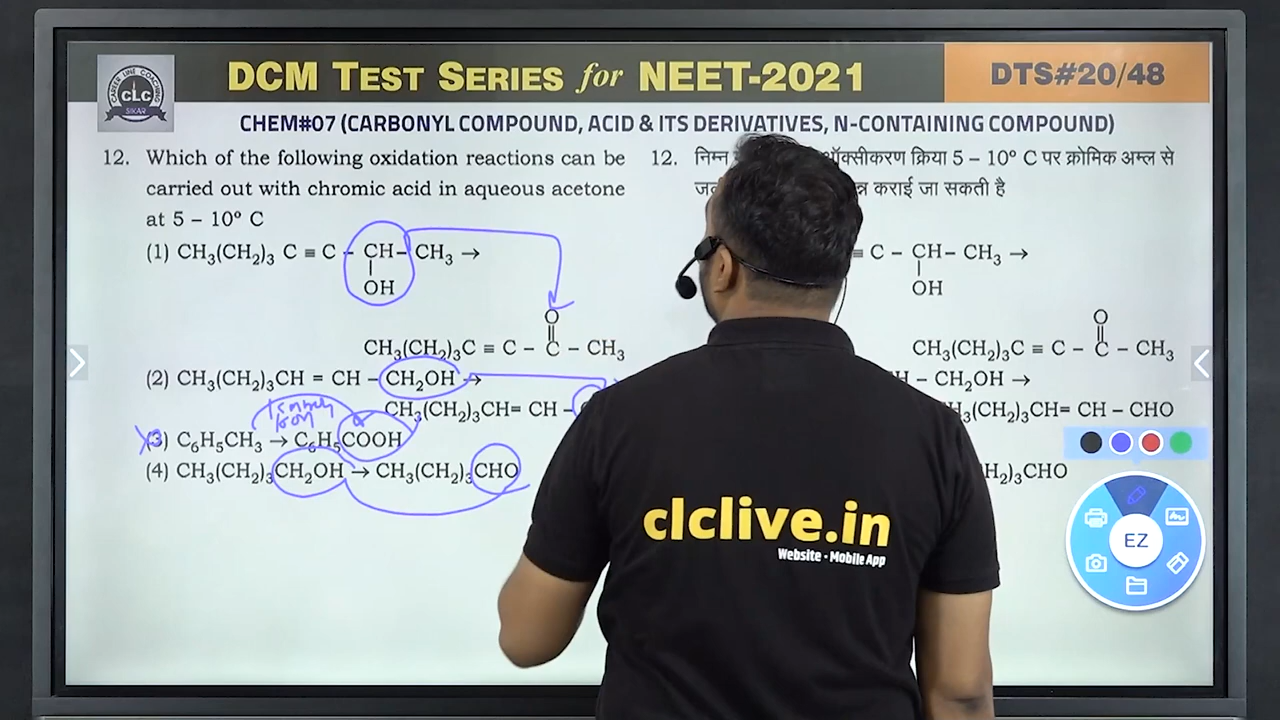 CLC
SIKAR
DCM TEST SERIES for NEET-2021
DTS#20/48
CHEM#07 (CARBONYL COMPOUND, ACID & ITS DERIVATIVES, N-CONTAINING COMPOUND)
12. Which of the following oxidation reactions can be
carried out with chromic acid in aqueous acetone
at 5 – 10º C
(1) CH₃(CH₂)₃ C ≡ C – CH– CH₃ →
|
OH
O
||
CH₃(CH₂)₃C ≡ C – C – CH₃
(2) CH₃(CH₂)₃CH = CH – CH₂OH →
CH₃(CH₂)₃CH= CH –
(3) C₆H₅CH₃ → C₆H₅COOH
(4) CH₃(CH₂)₃CH₂OH → CH₃(CH₂)₃CHO
12. निम्न ऑक्सीकरण क्रिया 5 – 10º C पर क्रोमिक अम्ल से
कराई जा सकती है
≡ C – CH– CH₃ →
|
OH
O
||
CH₃(CH₂)₃C ≡ C – C – CH₃
– CH₂OH →
(CH₂)₃CH= CH – CHO
)₃CHO
EZ
clclive.in
Website • Mobile App